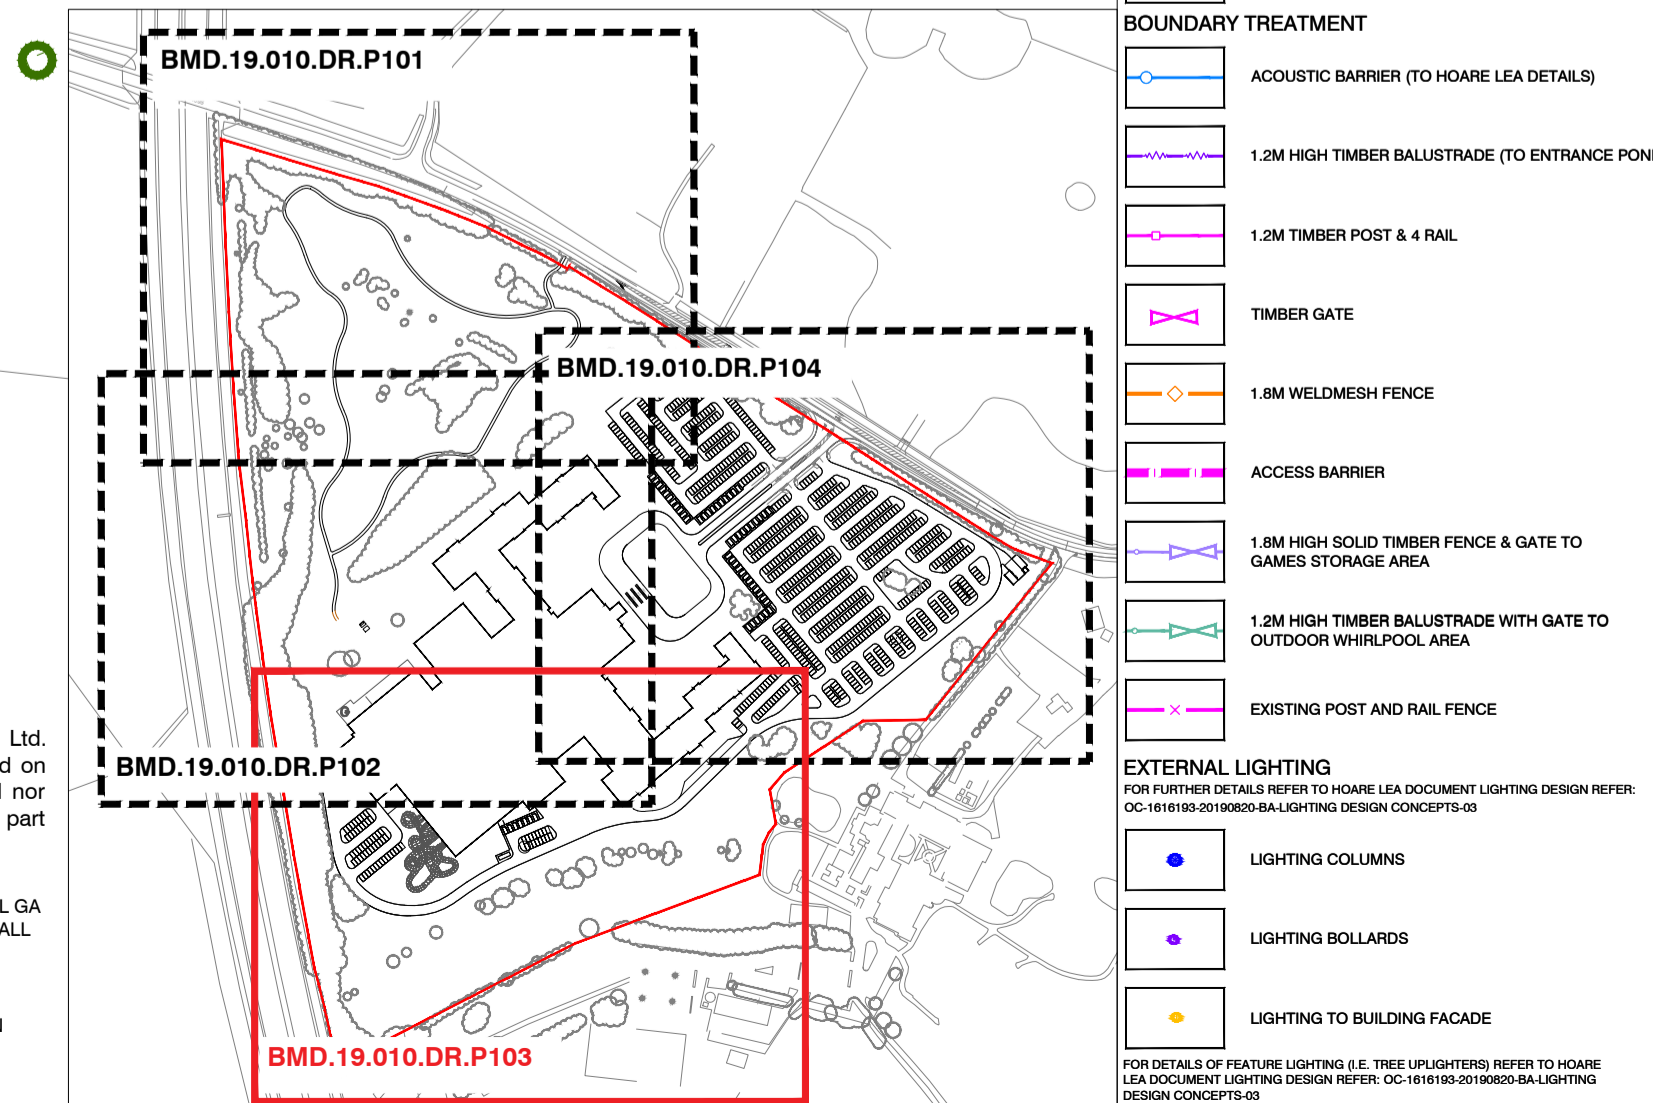 BMD.19.010.DR.P101
BMD.19.010.DR.P104
BMD.19.010.DR.P102
BMD.19.010.DR.P103
Ltd.
d on
nor
part
L GA
ALL
BOUNDARY TREATMENT
ACOUSTIC BARRIER (TO HOARE LEA DETAILS)
1.2M HIGH TIMBER BALUSTRADE (TO ENTRANCE PON
1.2M TIMBER POST & 4 RAIL
TIMBER GATE
1.8M WELDMESH FENCE
ACCESS BARRIER
1.8M HIGH SOLID TIMBER FENCE & GATE TO
GAMES STORAGE AREA
1.2M HIGH TIMBER BALUSTRADE WITH GATE TO
OUTDOOR WHIRLPOOL AREA
EXISTING POST AND RAIL FENCE
EXTERNAL LIGHTING
FOR FURTHER DETAILS REFER TO HOARE LEA DOCUMENT LIGHTING DESIGN REFER:
OC-1616193-20190820-BA-LIGHTING DESIGN CONCEPTS-03
LIGHTING COLUMNS
LIGHTING BOLLARDS
LIGHTING TO BUILDING FACADE
FOR DETAILS OF FEATURE LIGHTING (I.E. TREE UPLIGHTERS) REFER TO HOARE
LEA DOCUMENT LIGHTING DESIGN REFER: OC-1616193-20190820-BA-LIGHTING
DESIGN CONCEPTS-03